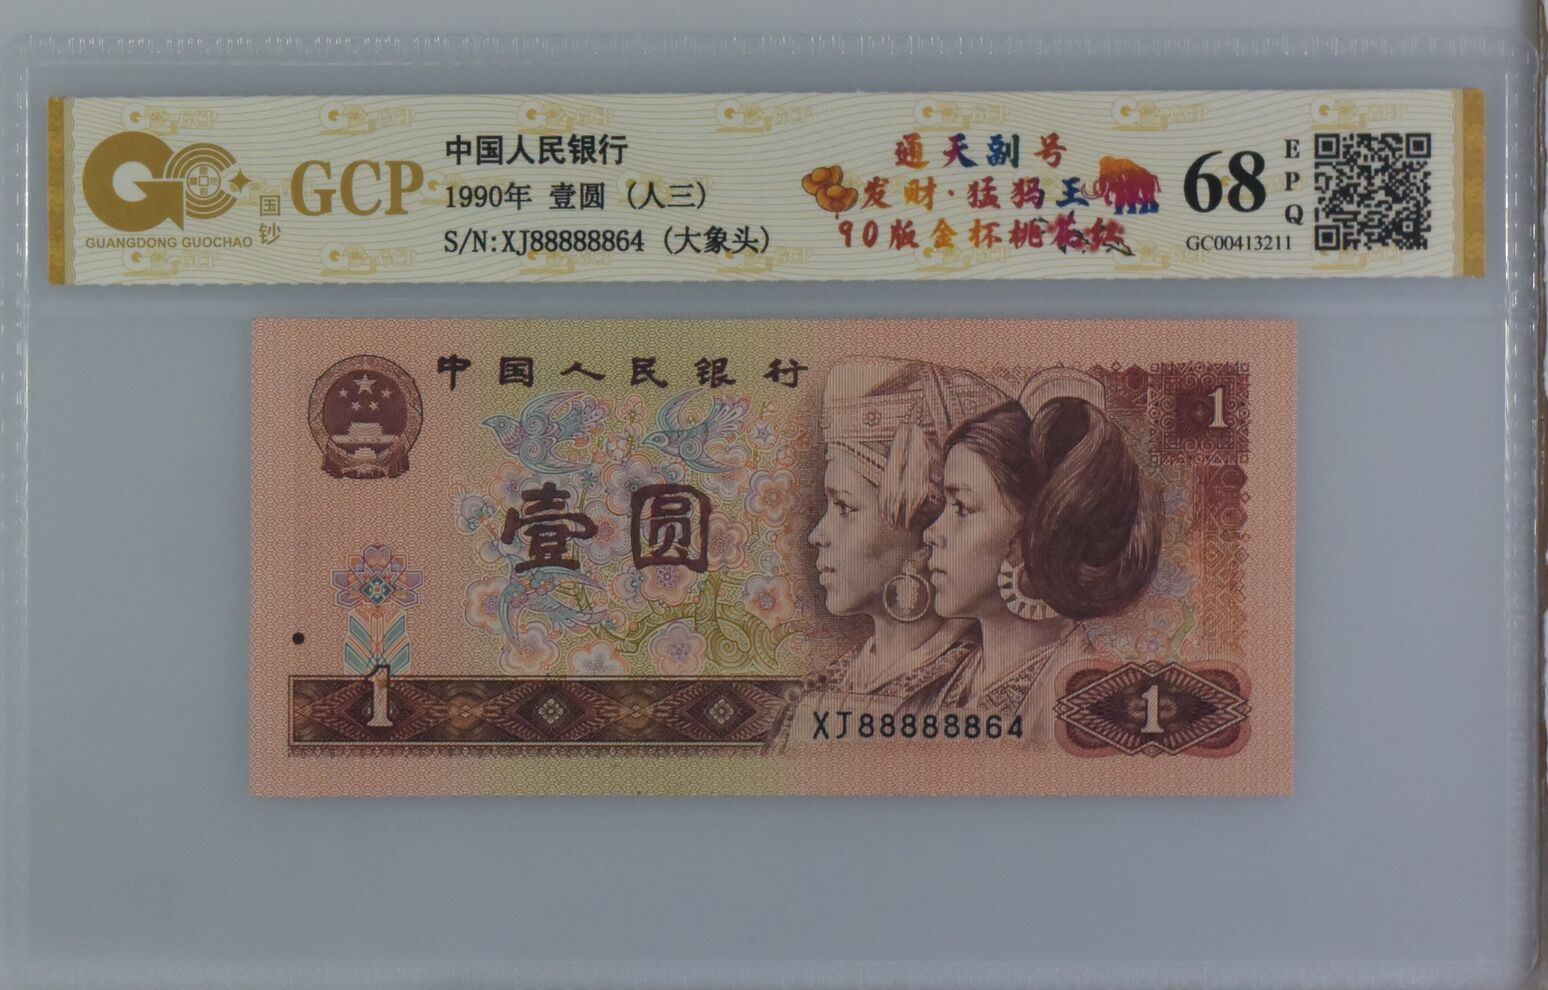 GCP
国钞
GUANGDONG GUOCHAO
中国人民银行
1990年 壹圆 (人三)
S/N:XJ88888864 (大象头)
通天副号
发财·猛犸王
90版金杯桃花红
68
EPQ
GC00413211
中国人民银行
壹圆
1
1
1
XJ88888864